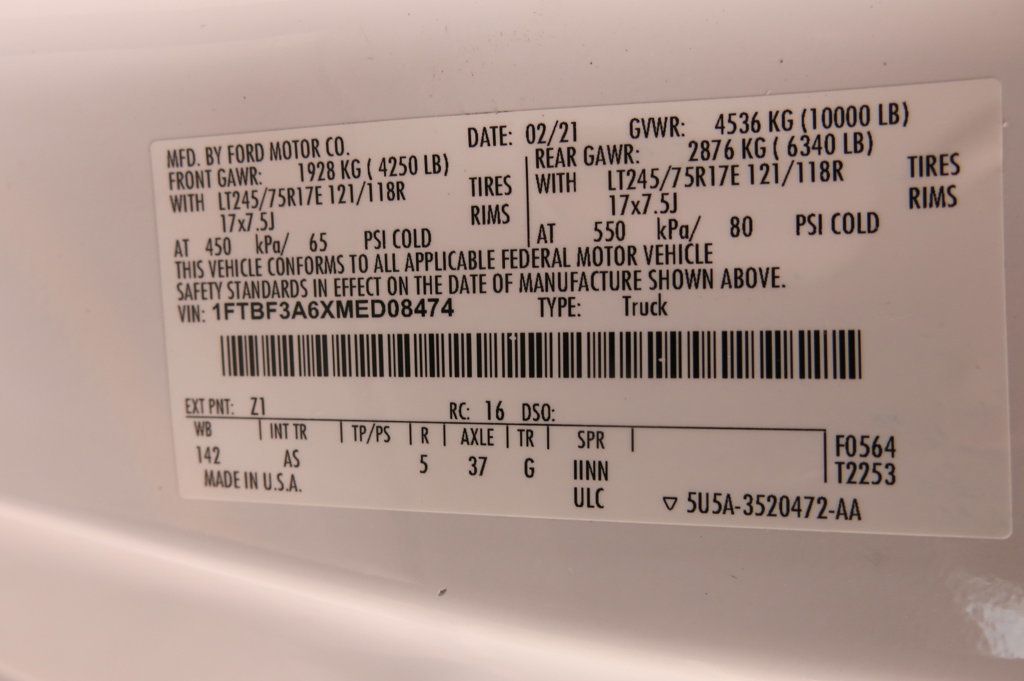 MFD. BY FORD MOTOR CO. DATE: 02/21 GVWR: 4536 KG (10000 LB)
FRONT GAWR: 1928 KG ( 4250 LB) REAR GAWR: 2876 KG ( 6340 LB)
WITH LT245/75R17E 121/118R TIRES WITH LT245/75R17E 121/118R TIRES
17x7.5J RIMS 17x7.5J RIMS
AT 450 kPa/ 65 PSI COLD AT 550 kPa/ 80 PSI COLD
THIS VEHICLE CONFORMS TO ALL APPLICABLE FEDERAL MOTOR VEHICLE
SAFETY STANDARDS IN EFFECT ON THE DATE OF MANUFACTURE SHOWN ABOVE.
VIN: 1FTBF3A6XMED08474 TYPE: Truck
EXT PNT: Z1 RC: 16 DSO:
WB INT TR TP/PS R AXLE TR SPR F0564
142 AS 5 37 G IINN T2253
MADE IN U.S.A. ULC ▽ 5U5A-3520472-AA